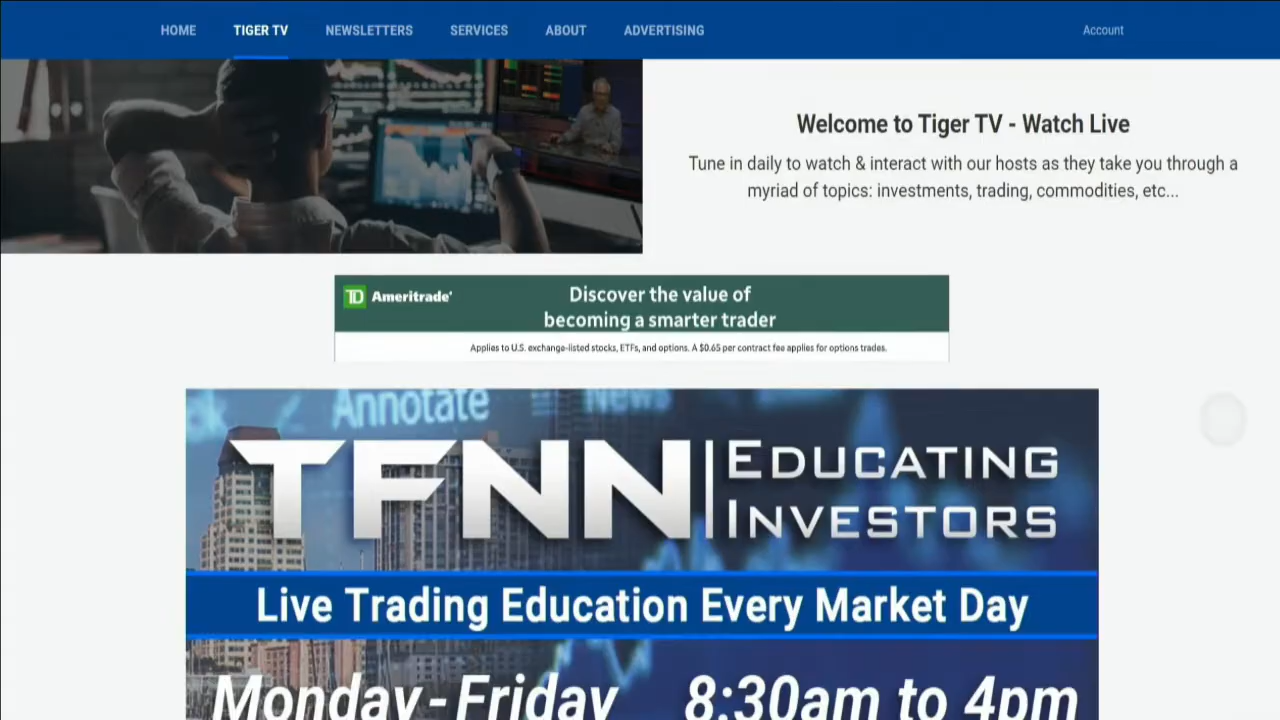 HOME TIGER TV NEWSLETTERS SERVICES ABOUT ADVERTISING Account
Welcome to Tiger TV - Watch Live
Tune in daily to watch & interact with our hosts as they take you through a
myriad of topics: investments, trading, commodities, etc...
TD Ameritrade
Discover the value of
becoming a smarter trader
Applies to U.S. exchange-listed stocks, ETFs, and options. A $0.65 per contract fee applies for options trades.
ck Annotate News
TFNN EDUCATING
INVESTORS
Live Trading Education Every Market Day
Monday - Friday 8:30am to 4pm